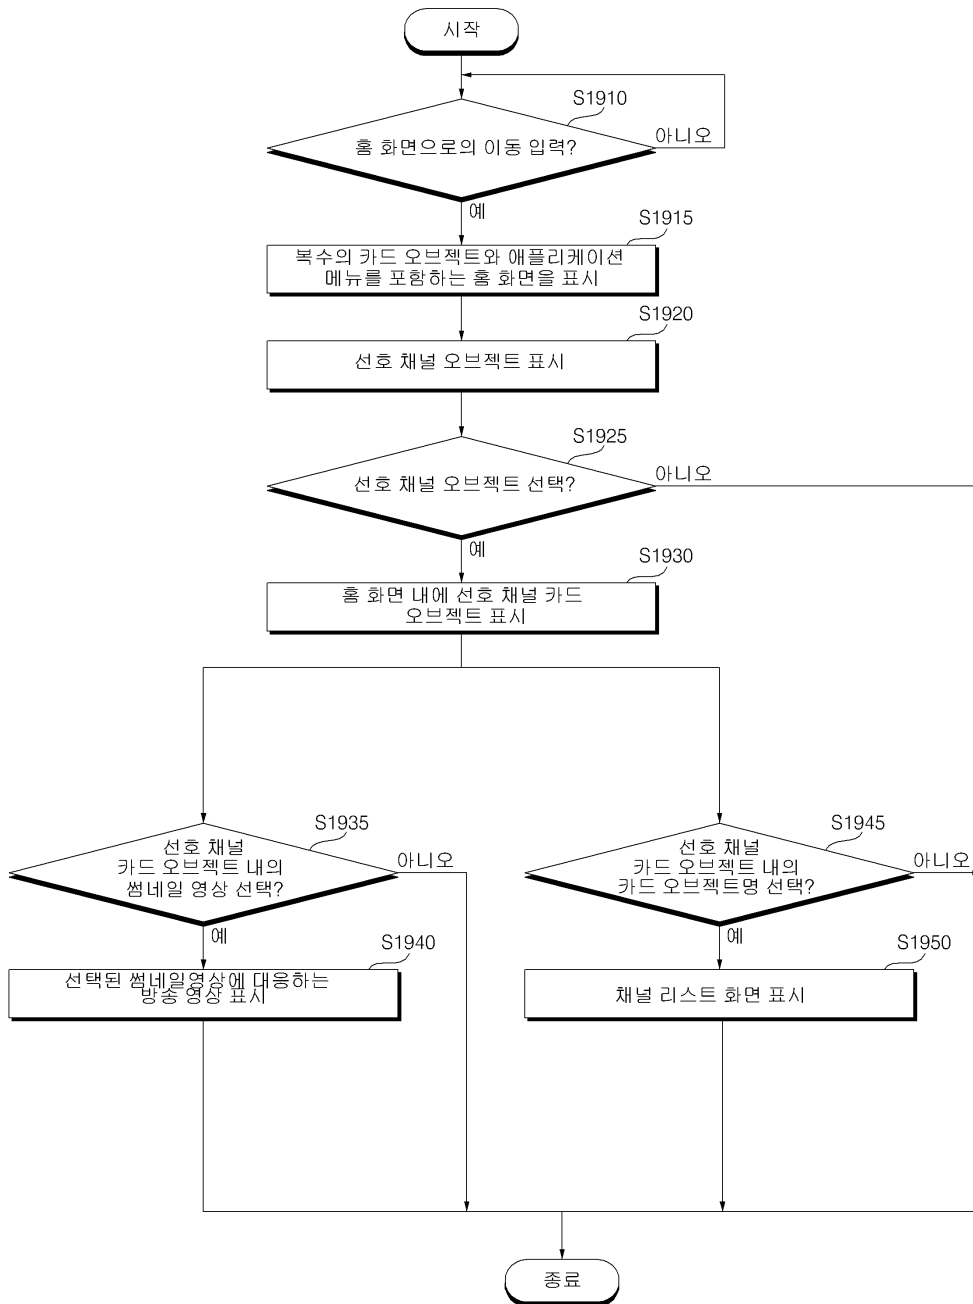 시작
S1910
홈 화면으로의 이동 입력?
아니오
예
S1915
복수의 카드 오브젝트와 애플리케이션
메뉴를 포함하는 홈 화면을 표시
S1920
선호 채널 오브젝트 표시
S1925
선호 채널 오브젝트 선택?
아니오
예
S1930
홈 화면 내에 선호 채널 카드
오브젝트 표시
S1935
선호 채널
카드 오브젝트 내의
썸네일 영상 선택?
아니오
예
S1940
선택된 썸네일영상에 대응하는
방송 영상 표시
S1945
선호 채널
카드 오브젝트 내의
카드 오브젝트명 선택?
아니오
예
S1950
채널 리스트 화면 표시
종료